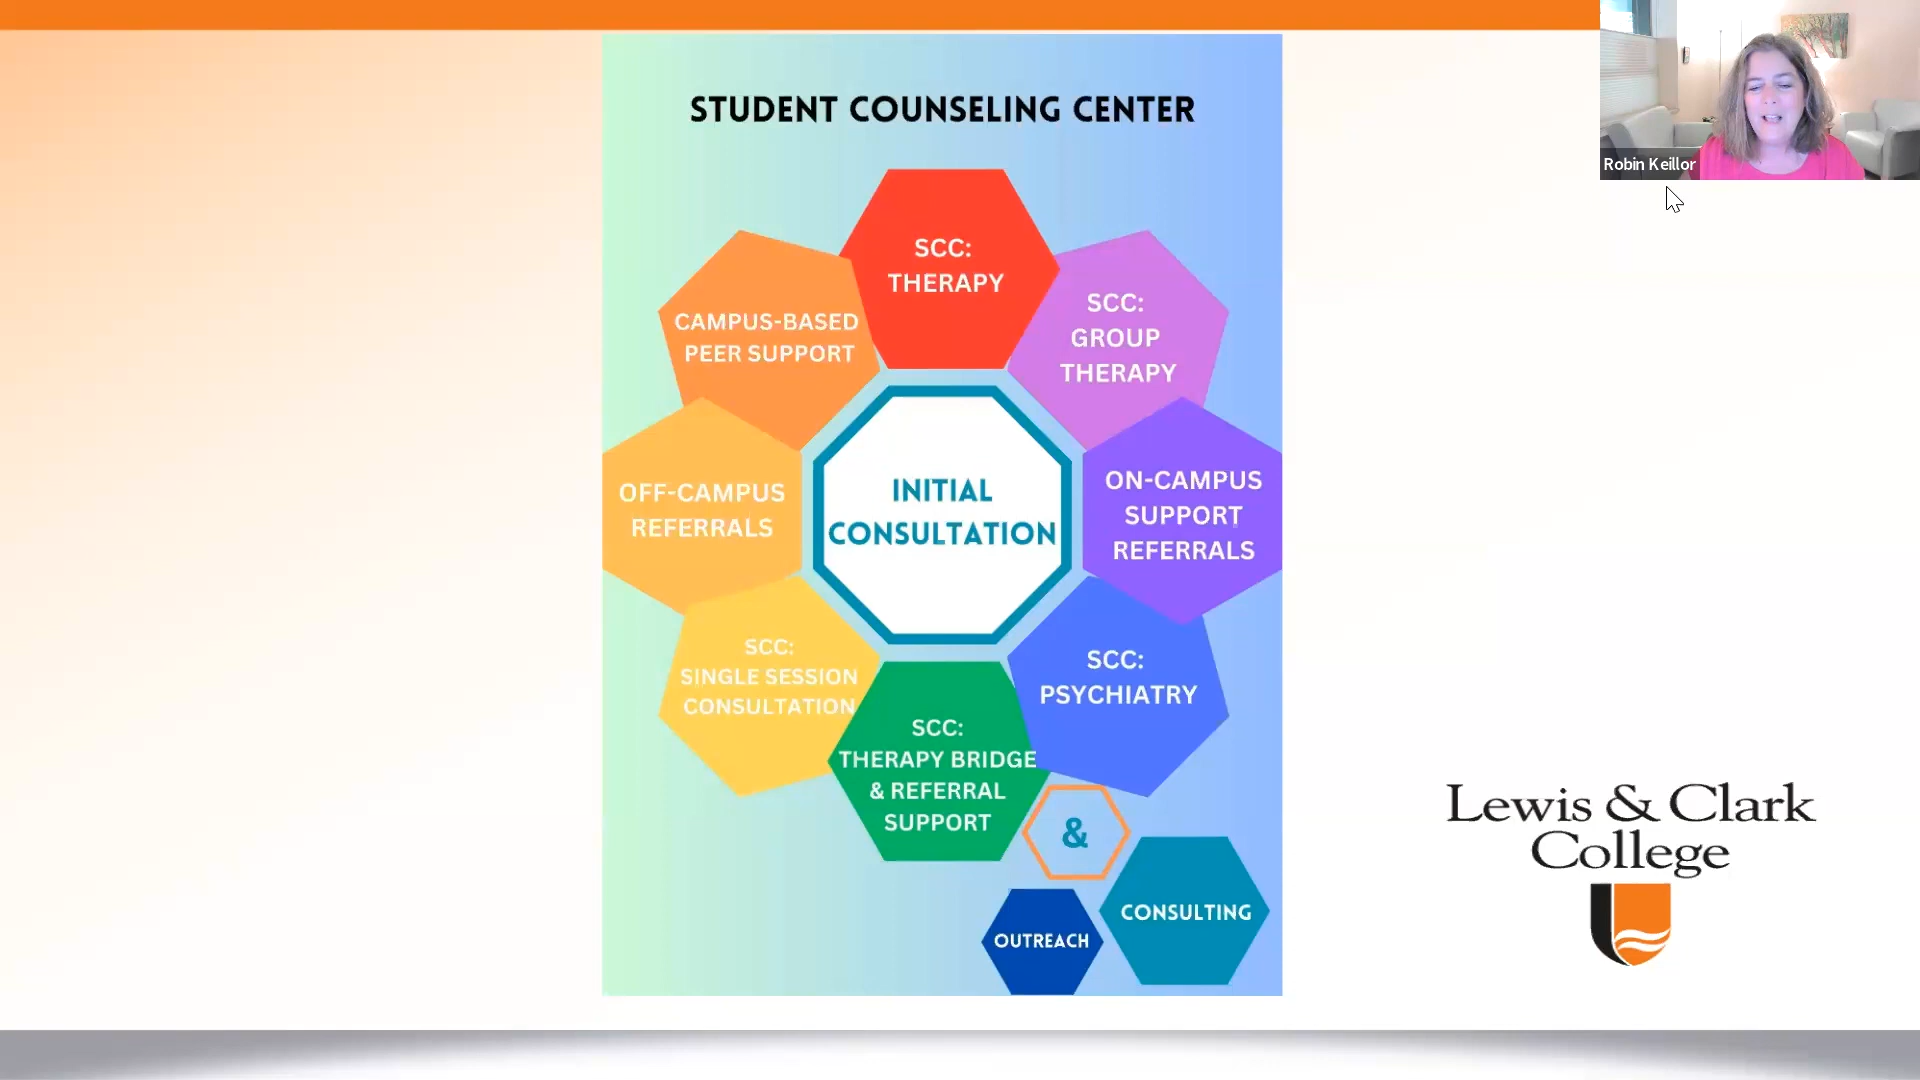 Robin Keillor
STUDENT COUNSELING CENTER
SCC:
THERAPY
SCC:
GROUP
THERAPY
CAMPUS-BASED
PEER SUPPORT
OFF-CAMPUS
REFERRALS
INITIAL
CONSULTATION
ON-CAMPUS
SUPPORT
REFERRALS
SCC:
SINGLE SESSION
CONSULTATION
SCC:
PSYCHIATRY
SCC:
THERAPY BRIDGE
& REFERRAL
SUPPORT
&
CONSULTING
OUTREACH
Lewis & Clark
College